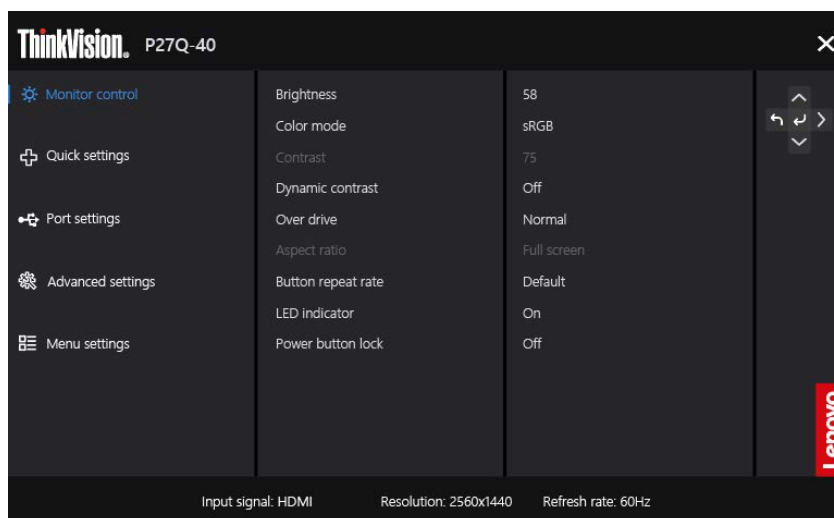 ThinkVision. P27Q-40
Monitor control
Quick settings
Port settings
Advanced settings
Menu settings
Brightness 58
Color mode sRGB
Contrast 75
Dynamic contrast Off
Over drive Normal
Aspect ratio Full screen
Button repeat rate Default
LED indicator On
Power button lock Off
Lenovo
Input signal: HDMI Resolution: 2560x1440 Refresh rate: 60Hz